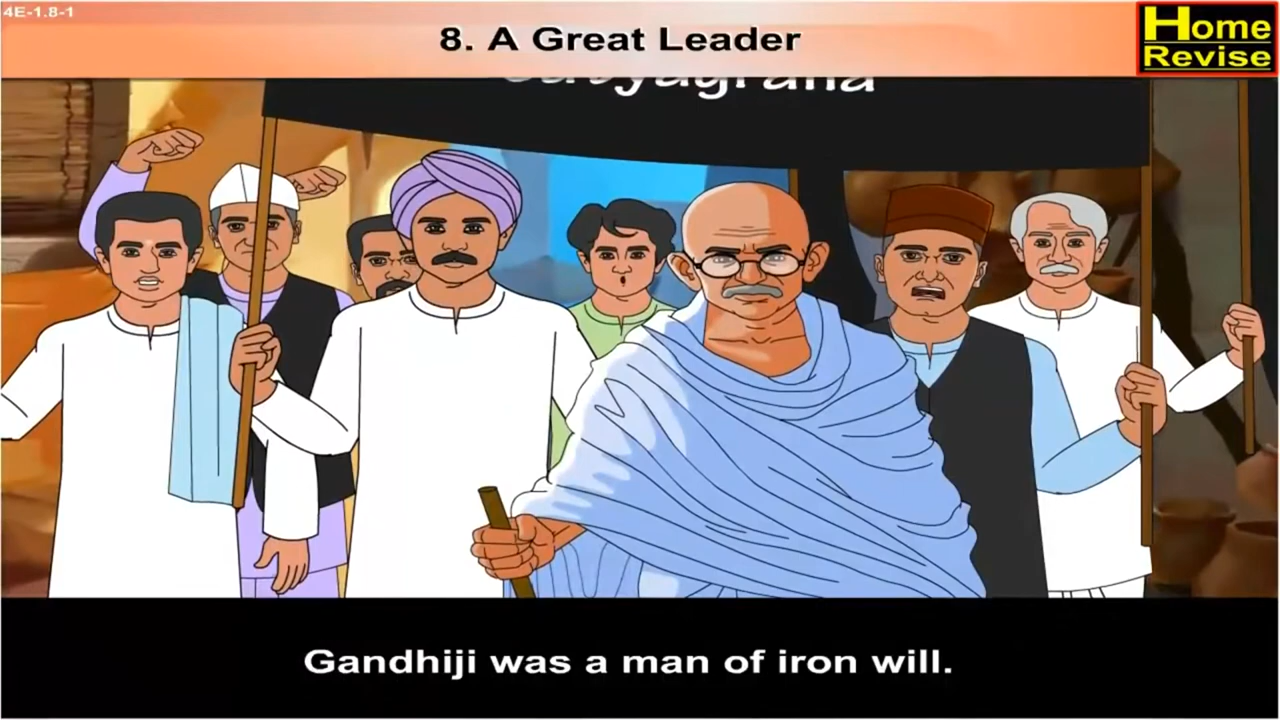 4E-1.8-1
8. A Great Leader
Home
Revise
Gandhiji was a man of iron will.